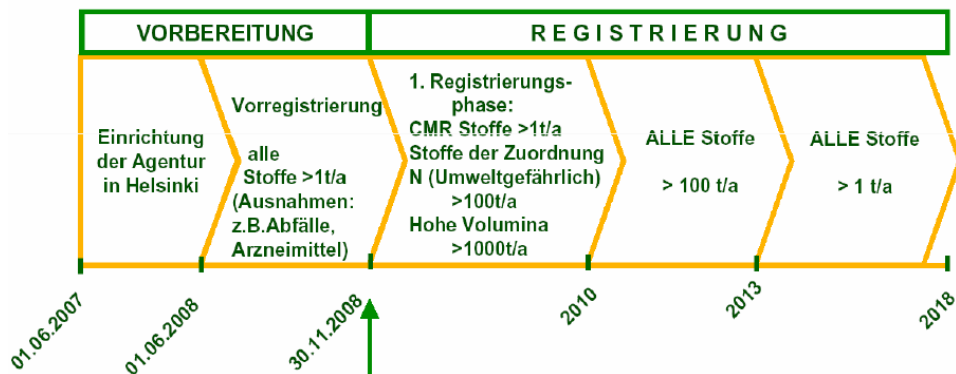 VORBEREITUNG
REGISTRIERUNG
Einrichtung
der Agentur
in Helsinki
Vorregistrierung
alle
Stoffe >1t/a
(Ausnahmen:
z.B.Abfälle,
Arzneimittel)
1. Registrierungs-
phase:
CMR Stoffe >1t/a
Stoffe der Zuordnung
N (Umweltgefährlich)
>100t/a
Hohe Volumina
>1000t/a
ALLE Stoffe
> 100 t/a
ALLE Stoffe
> 1 t/a
01.06.2007
01.06.2008
30.11.2008
2010
2013
2018